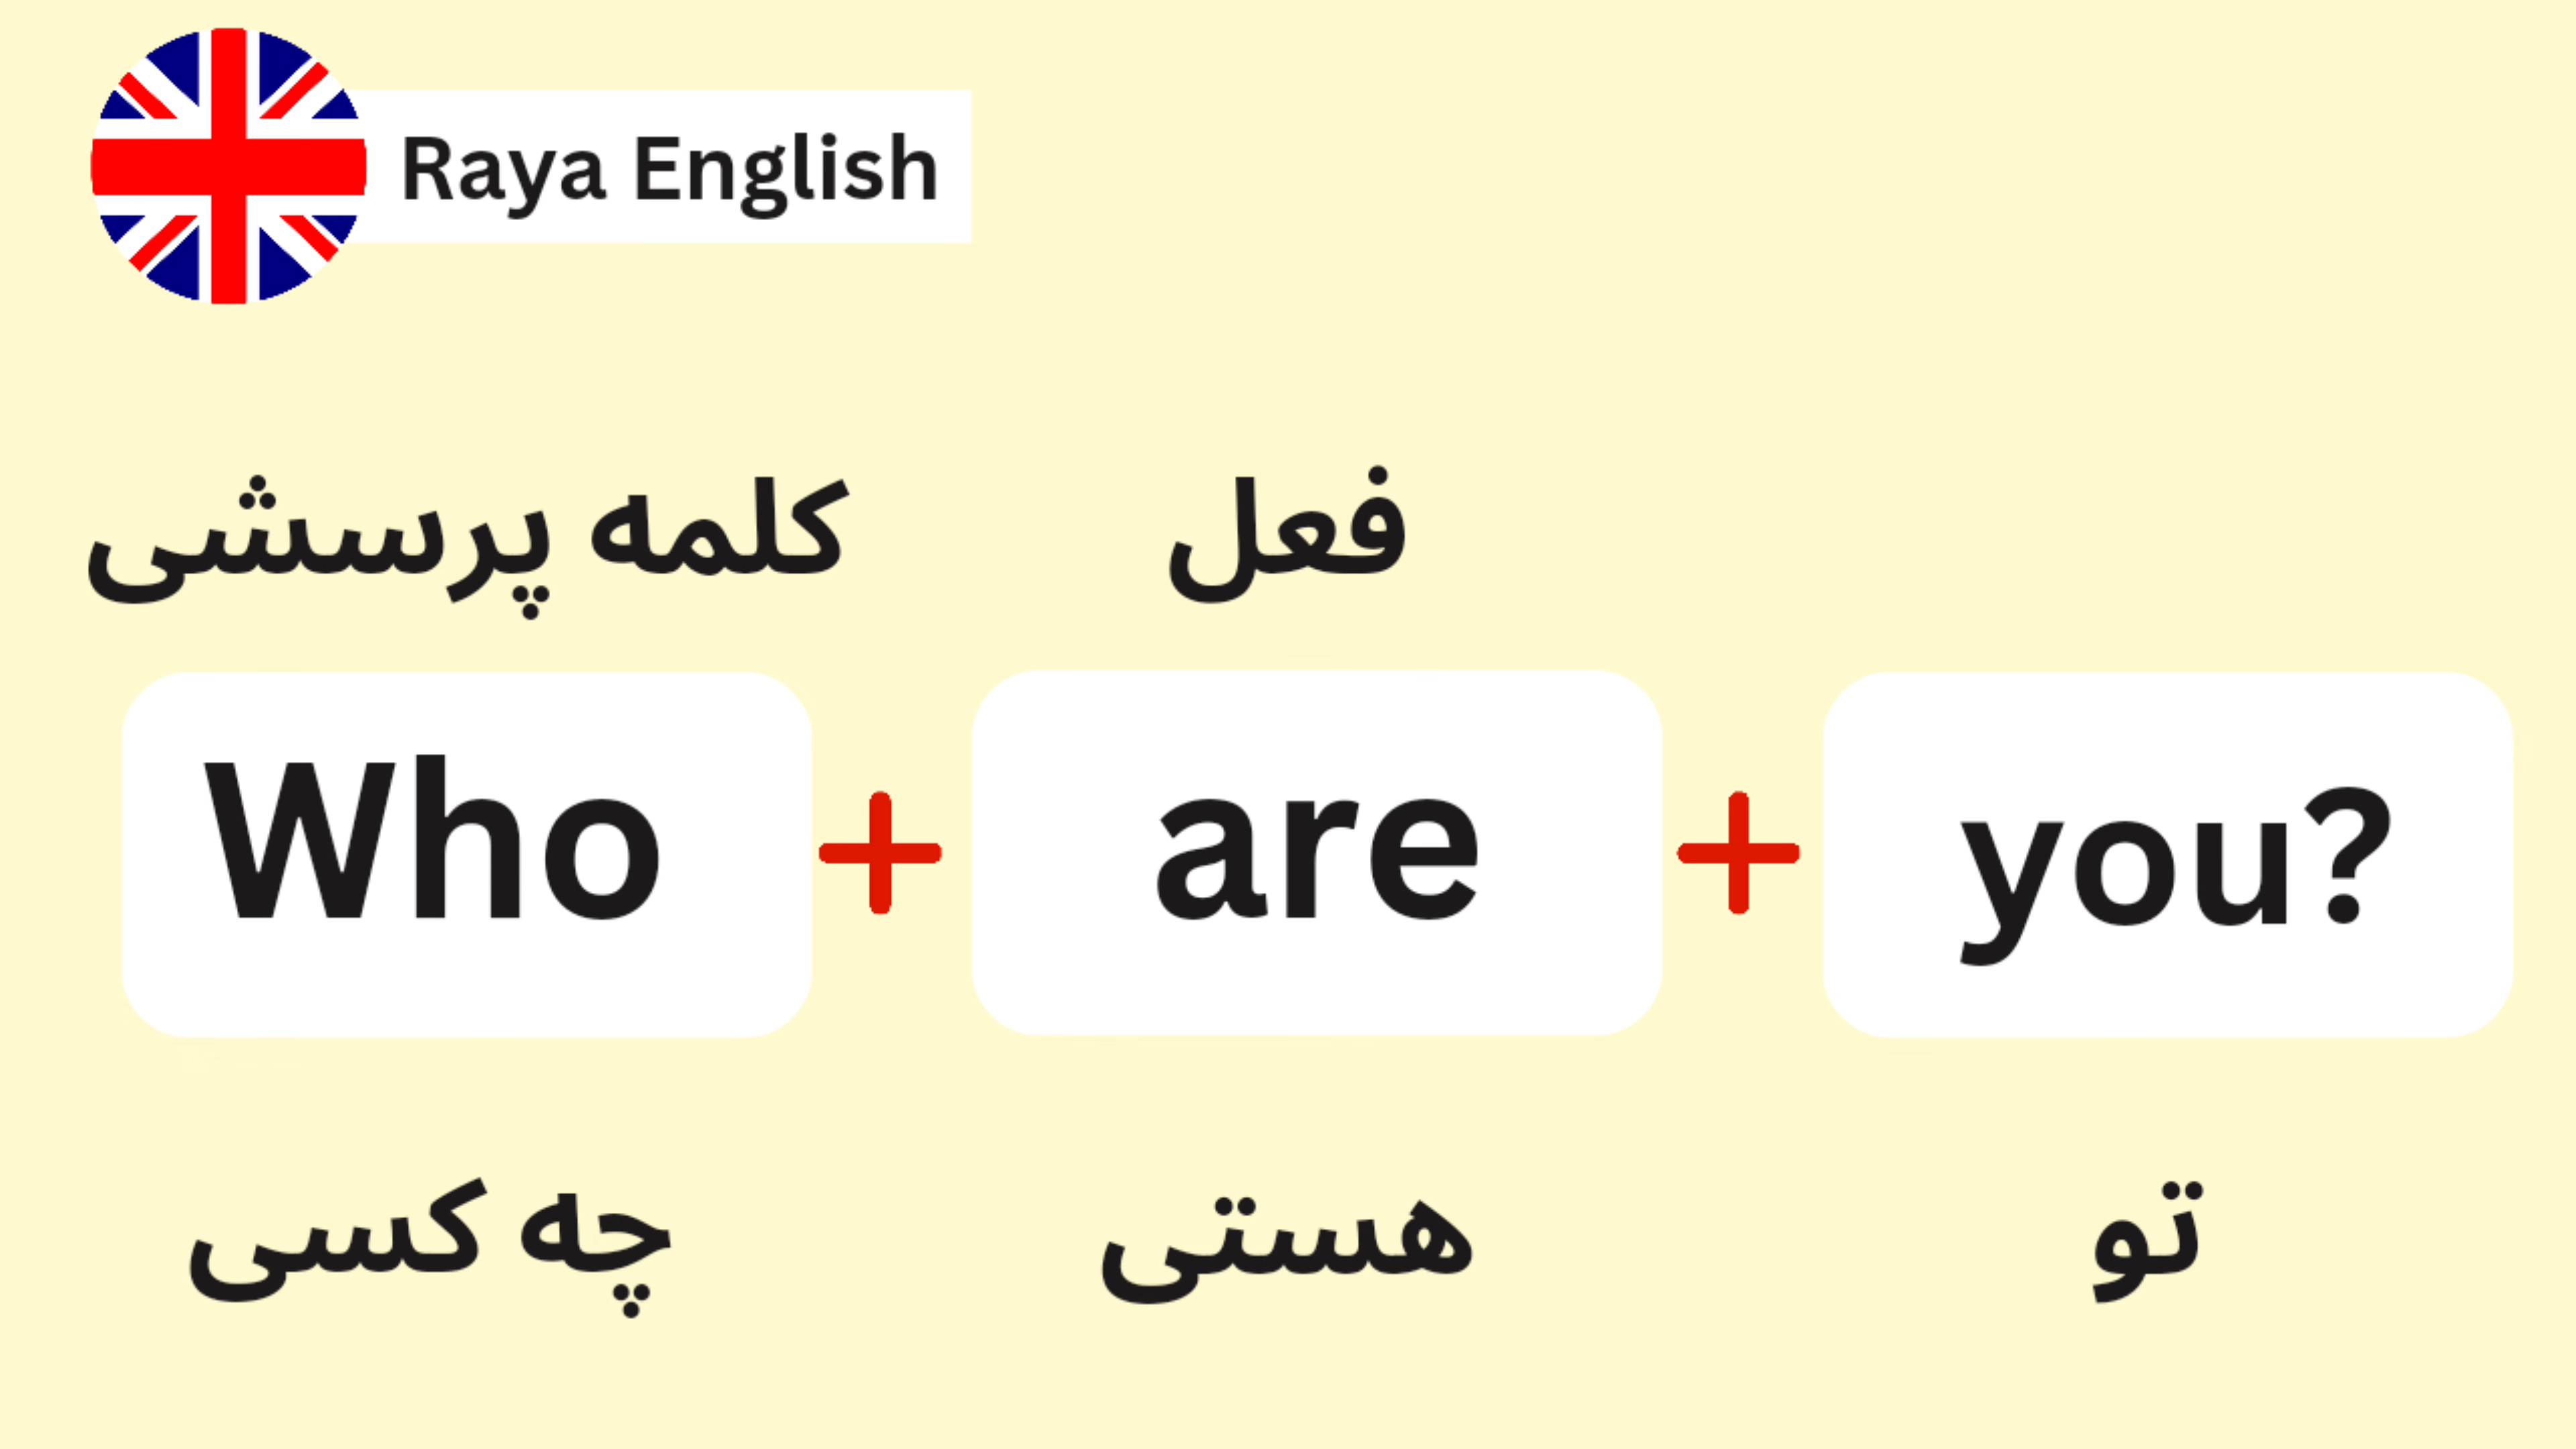 Raya English
کلمه پرسشی
فعل
Who + are + you?
چه کسی
هستی
تو